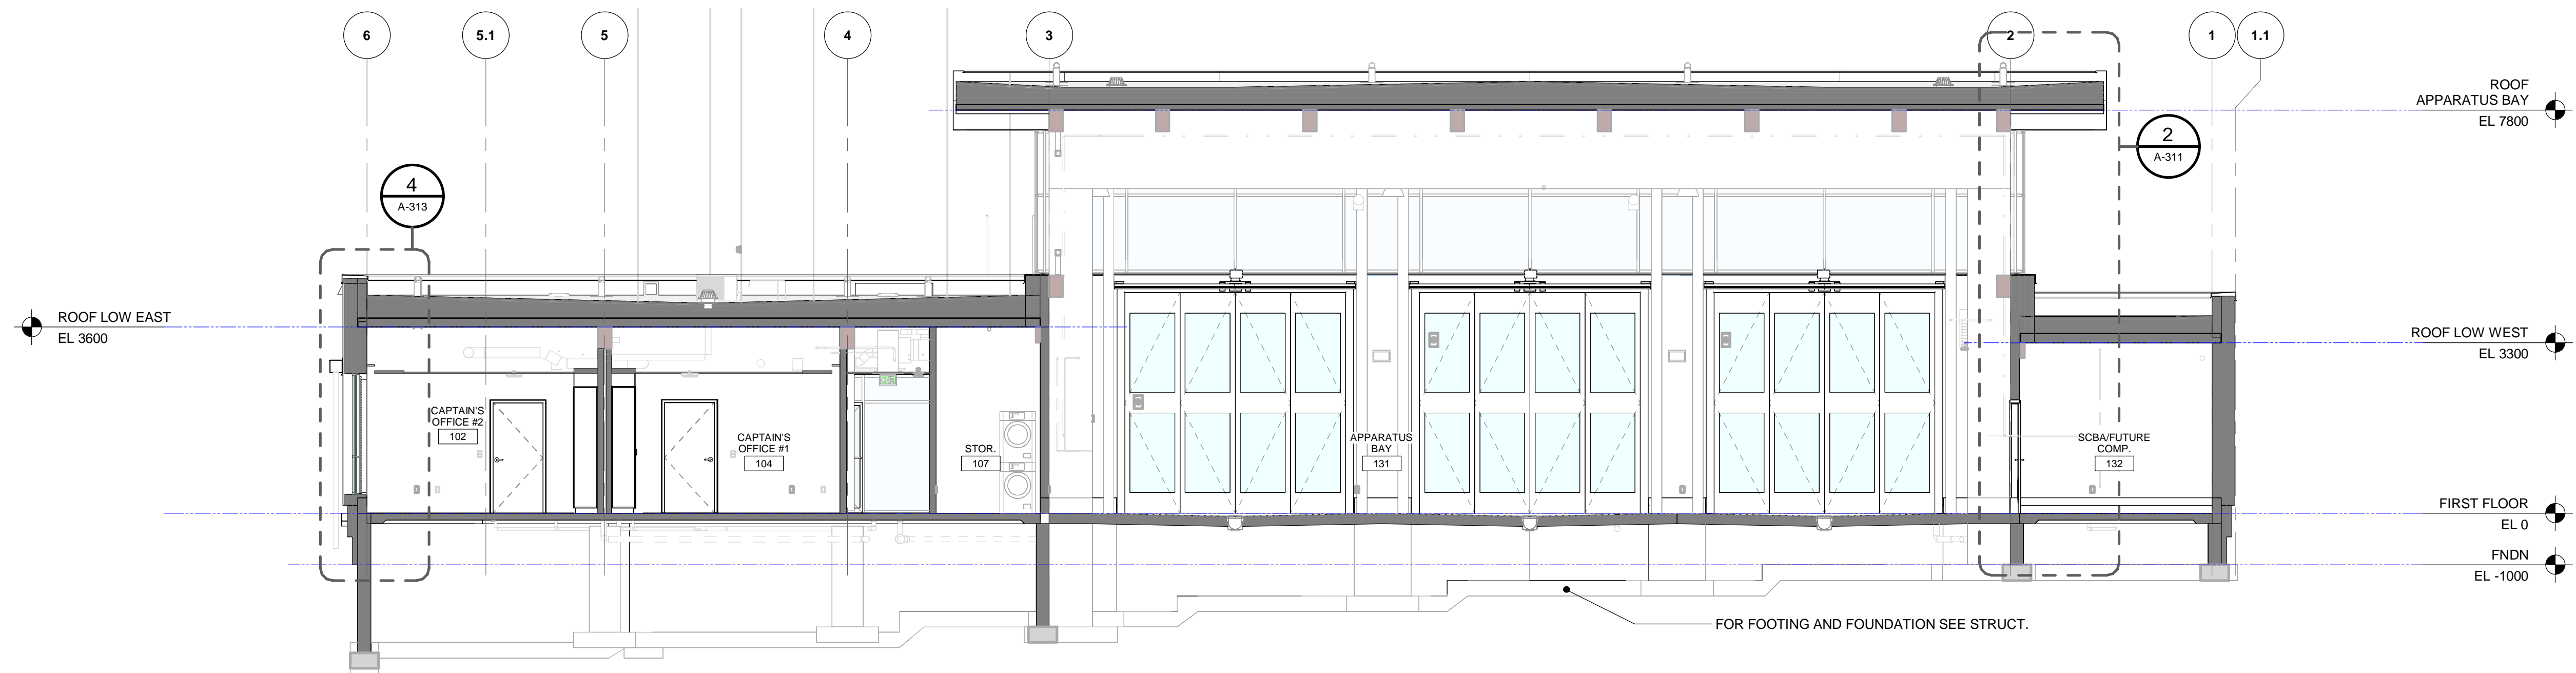 6
5.1
5
4
3
2
1
1.1
ROOF
APPARATUS BAY
EL 7800
2
A-311
4
A-313
ROOF LOW EAST
EL 3600
ROOF LOW WEST
EL 3300
CAPTAIN'S
OFFICE #2
102
CAPTAIN'S
OFFICE #1
104
STOR.
107
APPARATUS
BAY
131
SCBA/FUTURE
COMP.
132
FIRST FLOOR
EL 0
FNDN
EL -1000
FOR FOOTING AND FOUNDATION SEE STRUCT.